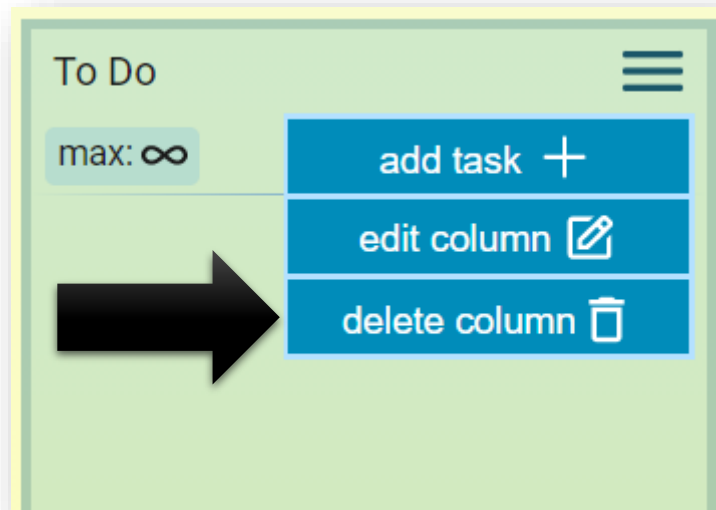 To Do
max: ∞
add task
edit column
delete column